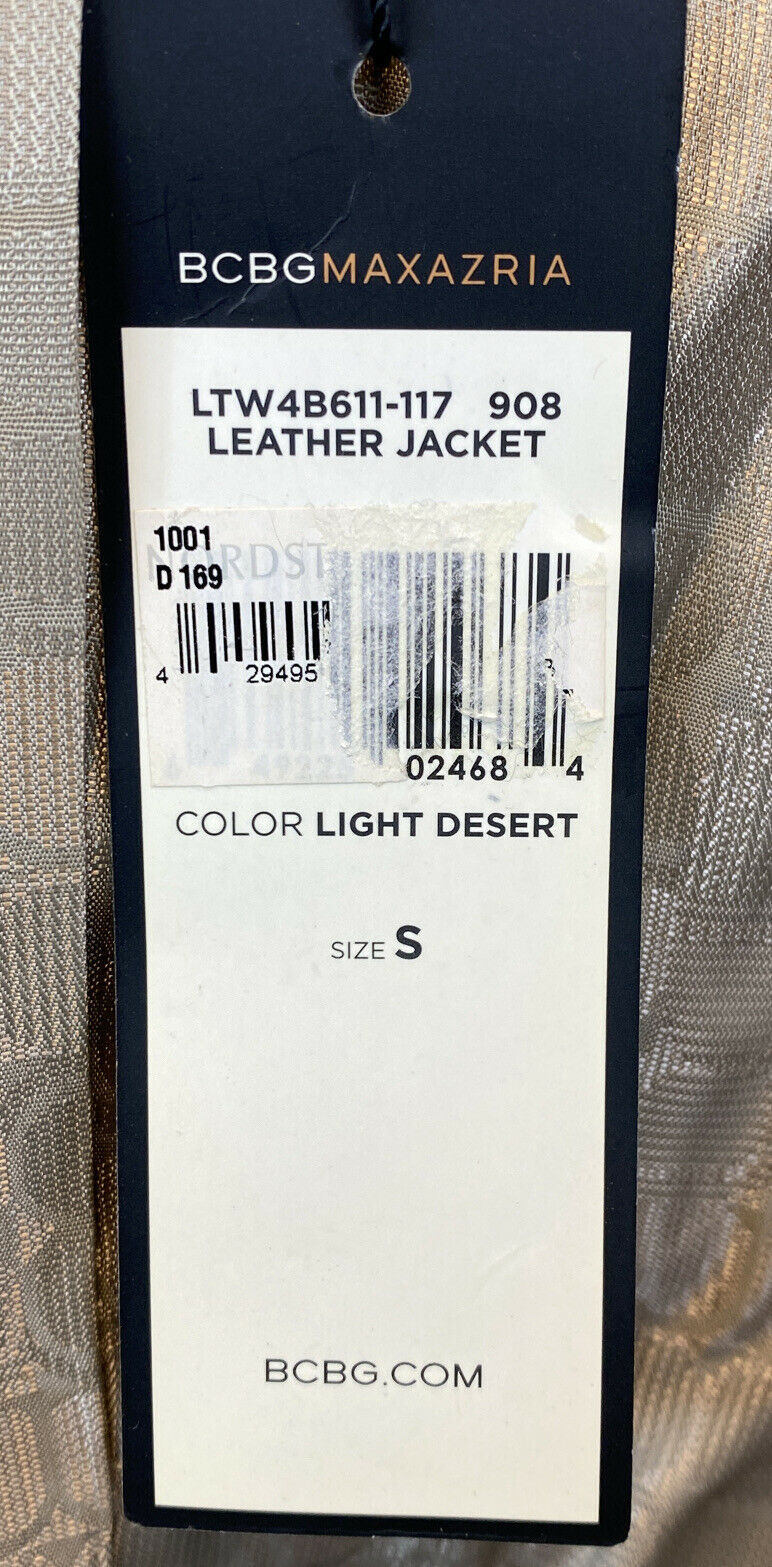 BCBGMAXAZRIA
LTW4B611-117 908
LEATHER JACKET
1001
D 169
4 29495
02468 4
COLOR LIGHT DESERT
SIZE S
BCBG.COM